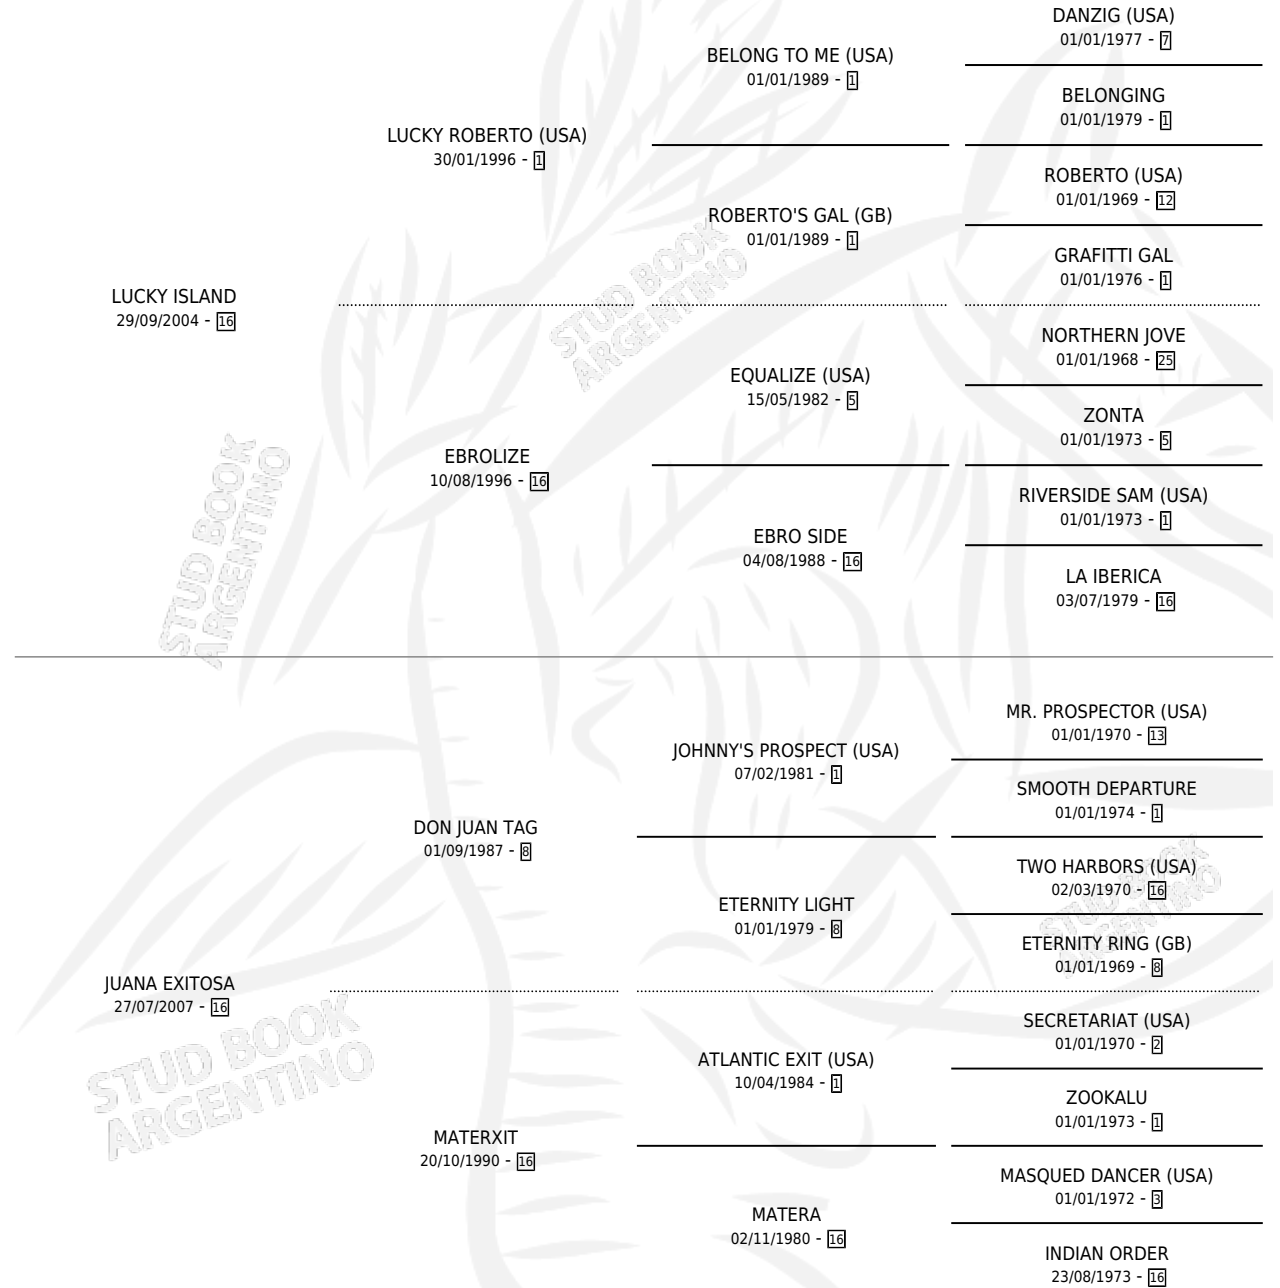 DANZIG (USA)
01/01/1977 - 7
BELONG TO ME (USA)
01/01/1989 - 1
BELONGING
01/01/1979 - 1
LUCKY ROBERTO (USA)
30/01/1996 - 1
ROBERTO (USA)
01/01/1969 - 12
ROBERTO'S GAL (GB)
01/01/1989 - 1
GRAFITTI GAL
01/01/1976 - 1
LUCKY ISLAND
29/09/2004 - 16
STUD BOOK
ARGENTINO
NORTHERN JOVE
01/01/1968 - 25
EQUALIZE (USA)
15/05/1982 - 5
ZONTA
01/01/1973 - 5
EBROLIZE
10/08/1996 - 16
RIVERSIDE SAM (USA)
01/01/1973 - 1
EBRO SIDE
04/08/1988 - 16
LA IBERICA
03/07/1979 - 16
STUD BOOK
ARGENTINO
MR. PROSPECTOR (USA)
01/01/1970 - 13
JOHNNY'S PROSPECT (USA)
07/02/1981 - 1
SMOOTH DEPARTURE
01/01/1974 - 1
DON JUAN TAG
01/09/1987 - 8
TWO HARBORS (USA)
02/03/1970 - 16
ETERNITY LIGHT
01/01/1979 - 8
STUD BOOK
ARGENTINO
ETERNITY RING (GB)
01/01/1969 - 8
JUANA EXITOSA
27/07/2007 - 16
STUD BOOK
ARGENTINO
SECRETARIAT (USA)
01/01/1970 - 2
ATLANTIC EXIT (USA)
10/04/1984 - 1
ZOOKALU
01/01/1973 - 1
MATERXIT
20/10/1990 - 16
MASQUED DANCER (USA)
01/01/1972 - 3
MATERA
02/11/1980 - 16
INDIAN ORDER
23/08/1973 - 16